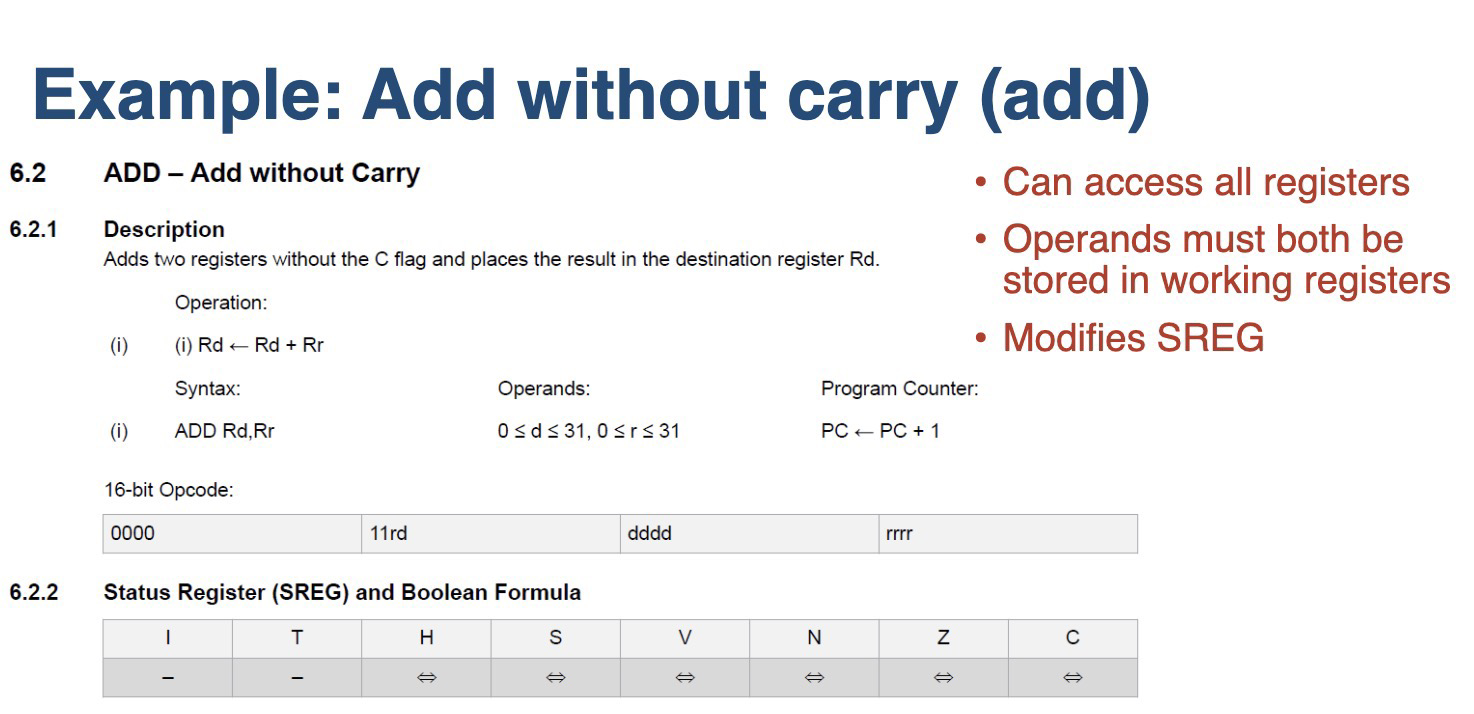 Example: Add without carry (add)
6.2 ADD – Add without Carry
6.2.1 Description
Adds two registers without the C flag and places the result in the destination register Rd.
Operation:
(i) (i) Rd ← Rd + Rr
Syntax: Operands: Program Counter:
(i) ADD Rd,Rr 0 ≤ d ≤ 31, 0 ≤ r ≤ 31 PC ← PC + 1
16-bit Opcode:
0000 11rd dddd rrrr
6.2.2 Status Register (SREG) and Boolean Formula
I T H S V N Z C
– – ⇔ ⇔ ⇔ ⇔ ⇔ ⇔
• Can access all registers
• Operands must both be
stored in working registers
• Modifies SREG